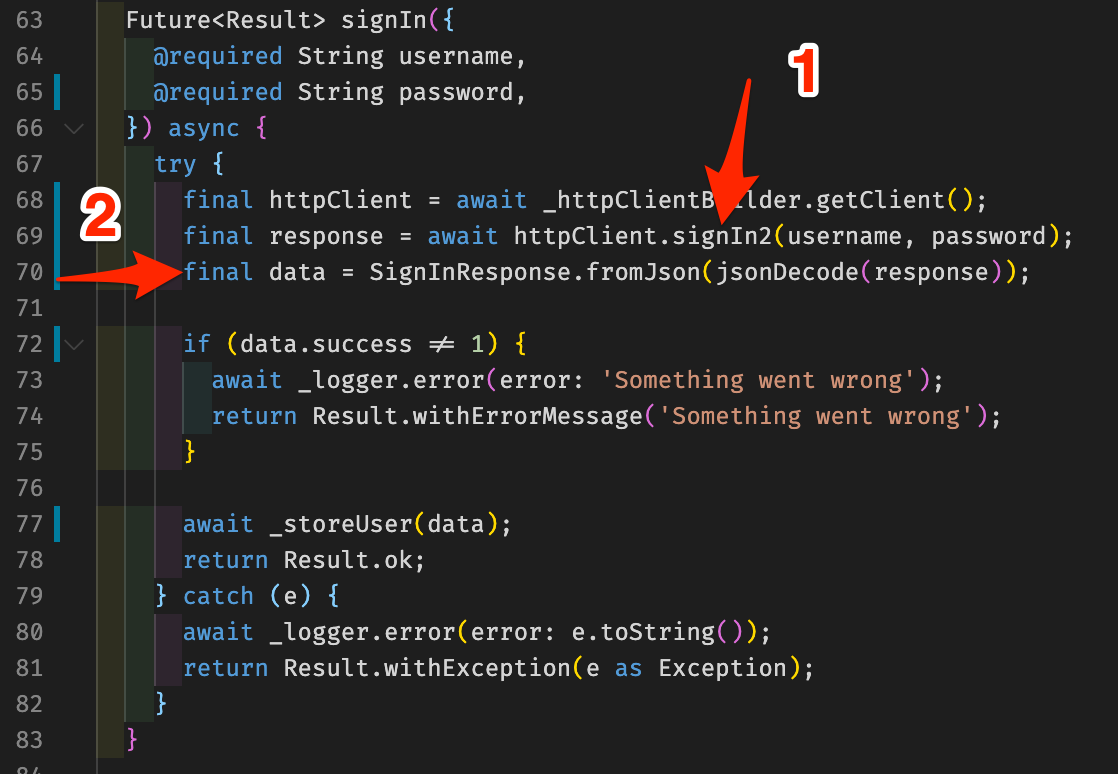 63 Future<Result> signIn({
64 @required String username,
65 @required String password,
66 }) async {
67 try {
68 final httpClient = await _httpClientBuilder.getClient();
69 final response = await httpClient.signIn2(username, password);
70 final data = SignInResponse.fromJson(jsonDecode(response));
71
72 if (data.success ≠ 1) {
73 await _logger.error(error: 'Something went wrong');
74 return Result.withErrorMessage('Something went wrong');
75 }
76
77 await _storeUser(data);
78 return Result.ok;
79 } catch (e) {
80 await _logger.error(error: e.toString());
81 return Result.withException(e as Exception);
82 }
83 }
1
2